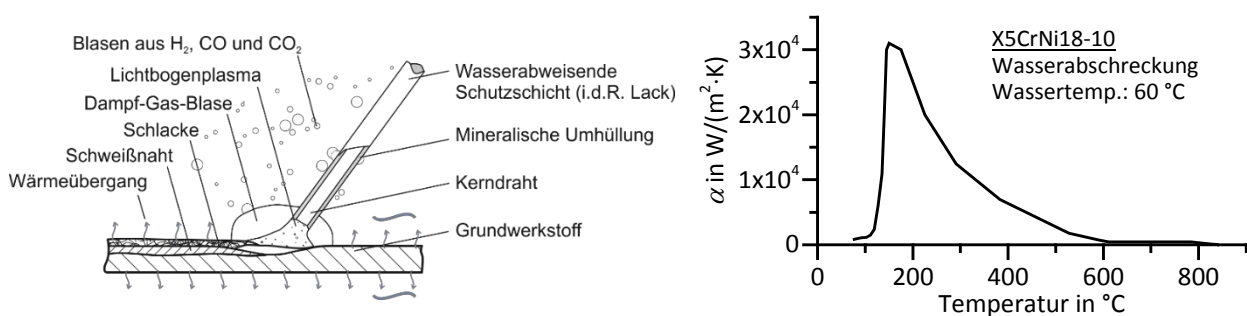 Blasen aus H₂, CO und CO₂
Lichtbogenplasma
Dampf-Gas-Blase
Schlacke
Schweißnaht
Wärmeübergang
Wasserabweisende
Schutzschicht (i.d.R. Lack)
Mineralische Umhüllung
Kerndraht
Grundwerkstoff
α in W/(m²·K)
3x10⁴
2x10⁴
1x10⁴
0
X5CrNi18-10
Wasserabschreckung
Wassertemp.: 60 °C
0 200 400 600 800
Temperatur in °C